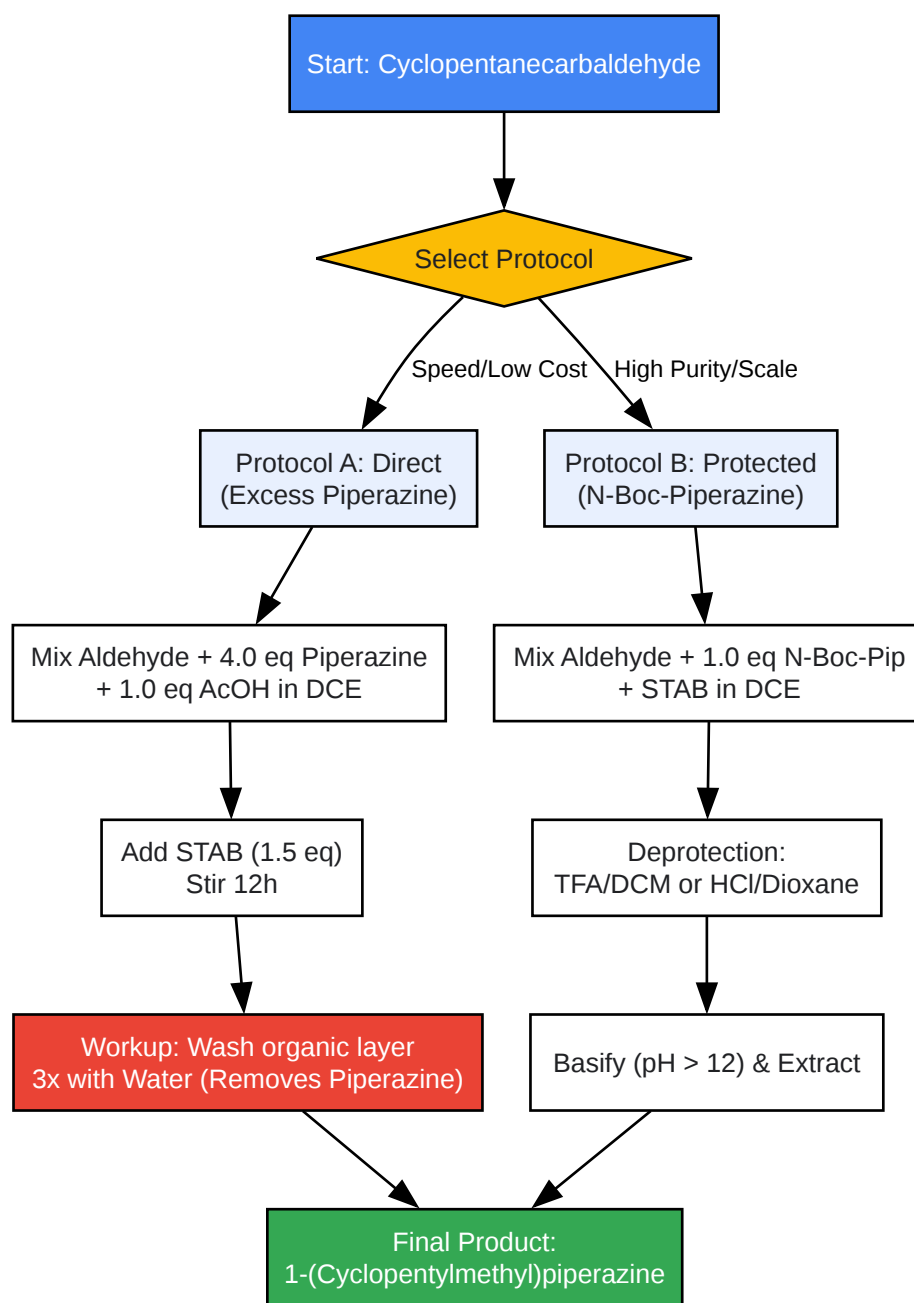 Start: Cyclopentanecarbaldehyde
Select Protocol
Speed/Low Cost
High Purity/Scale
Protocol A: Direct
(Excess Piperazine)
Protocol B: Protected
(N-Boc-Piperazine)
Mix Aldehyde + 4.0 eq Piperazine
+ 1.0 eq AcOH in DCE
Mix Aldehyde + 1.0 eq N-Boc-Pip
+ STAB in DCE
Add STAB (1.5 eq)
Stir 12h
Deprotection:
TFA/DCM or HCl/Dioxane
Workup: Wash organic layer
3x with Water (Removes Piperazine)
Basify (pH > 12) & Extract
Final Product:
1-(Cyclopentylmethyl)piperazine